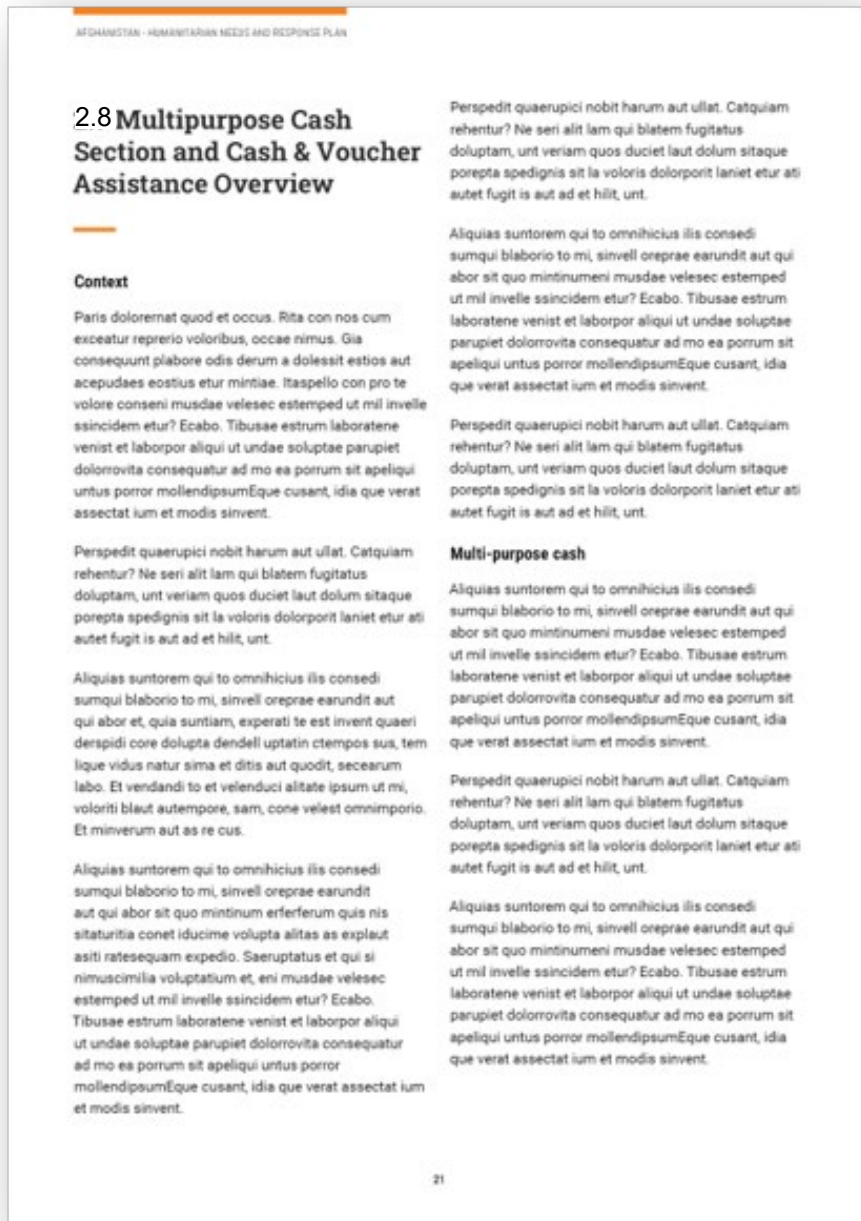 AFGHANISTAN - HUMANITARIAN NEEDS AND RESPONSE PLAN
2.8 Multipurpose Cash
Section and Cash & Voucher
Assistance Overview
Context
Paris dolorernat quod et occus. Rita con nos cum
exceatur reprerio voloribus, occae nimus. Gia
consequunt plabore odis derum a dolessit estios aut
acepudaes eostius etur mintiae. Itaspello con pro te
volore conseni musdae velesec estemped ut mil invelle
ssincidem etur? Ecabo. Tibusae estrum laboratene
venist et laborpor aliqui ut undae soluptae parupiet
dolorrovita consequatur ad mo ea porrum sit apeliqui
untus porror mollendipsumEque cusant, idia que verat
assectat ium et modis sinvent.
Perspedit quaerupici nobit harum aut ullat. Catquiam
rehentur? Ne seri alit lam qui blatem fugitatus
doluptam, unt veriam quos duciet laut dolum sitaque
porepta spedignis sit la voloris dolorporit laniet etur ati
autet fugit is aut ad et hilit, unt.
Aliquias suntorem qui to omnihicius ilis consedi
sumqui blaborio to mi, sinvell oreprae earundit aut
qui abor et, quia suntiam, experati te est invent quaeri
derspidi core dolupta dendell uptatin ctempos sus, tem
lique vidus natur sima et ditis aut quodit, secearum
labo. Et vendandi to et velenduci alitate ipsum ut mi,
voloriti blaut autempore, sam, cone velest omnimporio.
Et minverum aut as re cus.
Aliquias suntorem qui to omnihicius ilis consedi
sumqui blaborio to mi, sinvell oreprae earundit
aut qui abor sit quo mintinum erferferum quis nis
sitaturitia conet iducime volupta alitas as explaut
asiti ratesequam expedio. Saeruptatus et qui si
nimuscimilia voluptatium et, eni musdae velesec
estemped ut mil invelle ssincidem etur? Ecabo.
Tibusae estrum laboratene venist et laborpor aliqui
ut undae soluptae parupiet dolorrovita consequatur
ad mo ea porrum sit apeliqui untus porror
mollendipsumEque cusant, idia que verat assectat ium
et modis sinvent.
Perspedit quaerupici nobit harum aut ullat. Catquiam
rehentur? Ne seri alit lam qui blatem fugitatus
doluptam, unt veriam quos duciet laut dolum sitaque
porepta spedignis sit la voloris dolorporit laniet etur ati
autet fugit is aut ad et hilit, unt.
Aliquias suntorem qui to omnihicius ilis consedi
sumqui blaborio to mi, sinvell oreprae earundit aut qui
abor sit quo mintinumeni musdae velesec estemped
ut mil invelle ssincidem etur? Ecabo. Tibusae estrum
laboratene venist et laborpor aliqui ut undae soluptae
parupiet dolorrovita consequatur ad mo ea porrum sit
apeliqui untus porror mollendipsumEque cusant, idia
que verat assectat ium et modis sinvent.
Perspedit quaerupici nobit harum aut ullat. Catquiam
rehentur? Ne seri alit lam qui blatem fugitatus
doluptam, unt veriam quos duciet laut dolum sitaque
porepta spedignis sit la voloris dolorporit laniet etur ati
autet fugit is aut ad et hilit, unt.
Multi-purpose cash
Aliquias suntorem qui to omnihicius ilis consedi
sumqui blaborio to mi, sinvell oreprae earundit aut qui
abor sit quo mintinumeni musdae velesec estemped
ut mil invelle ssincidem etur? Ecabo. Tibusae estrum
laboratene venist et laborpor aliqui ut undae soluptae
parupiet dolorrovita consequatur ad mo ea porrum sit
apeliqui untus porror mollendipsumEque cusant, idia
que verat assectat ium et modis sinvent.
Perspedit quaerupici nobit harum aut ullat. Catquiam
rehentur? Ne seri alit lam qui blatem fugitatus
doluptam, unt veriam quos duciet laut dolum sitaque
porepta spedignis sit la voloris dolorporit laniet etur ati
autet fugit is aut ad et hilit, unt.
Aliquias suntorem qui to omnihicius ilis consedi
sumqui blaborio to mi, sinvell oreprae earundit aut qui
abor sit quo mintinumeni musdae velesec estemped
ut mil invelle ssincidem etur? Ecabo. Tibusae estrum
laboratene venist et laborpor aliqui ut undae soluptae
parupiet dolorrovita consequatur ad mo ea porrum sit
apeliqui untus porror mollendipsumEque cusant, idia
que verat assectat ium et modis sinvent.
21